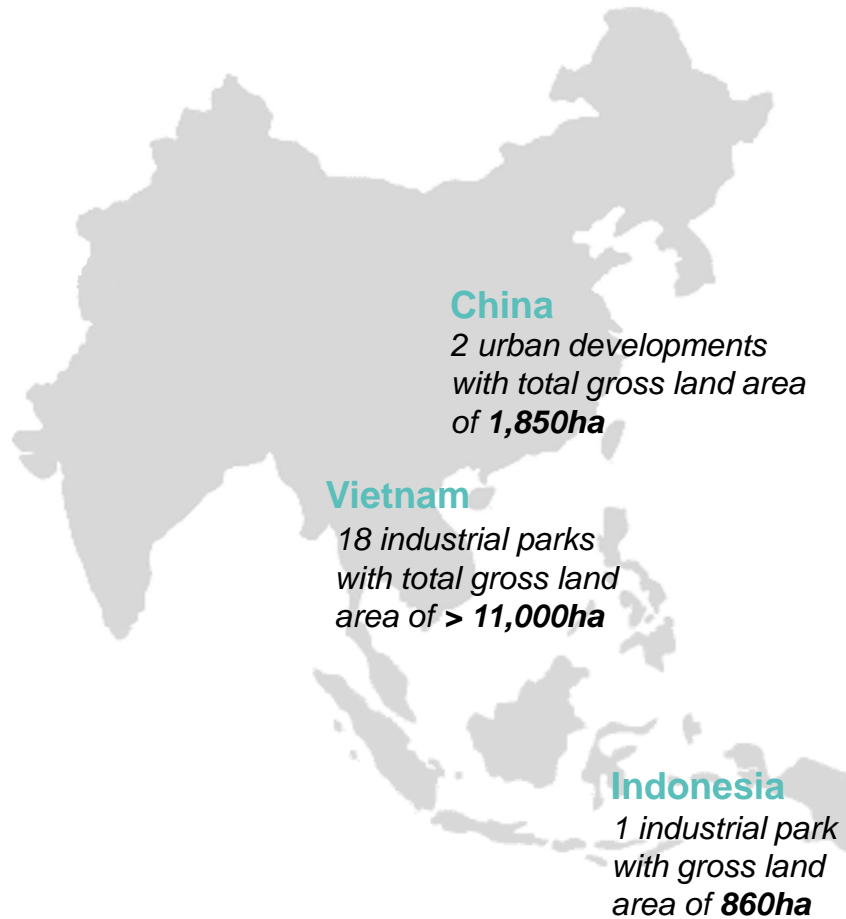 China
2 urban developments
with total gross land area
of 1,850ha
Vietnam
18 industrial parks
with total gross land
area of > 11,000ha
Indonesia
1 industrial park
with gross land
area of 860ha